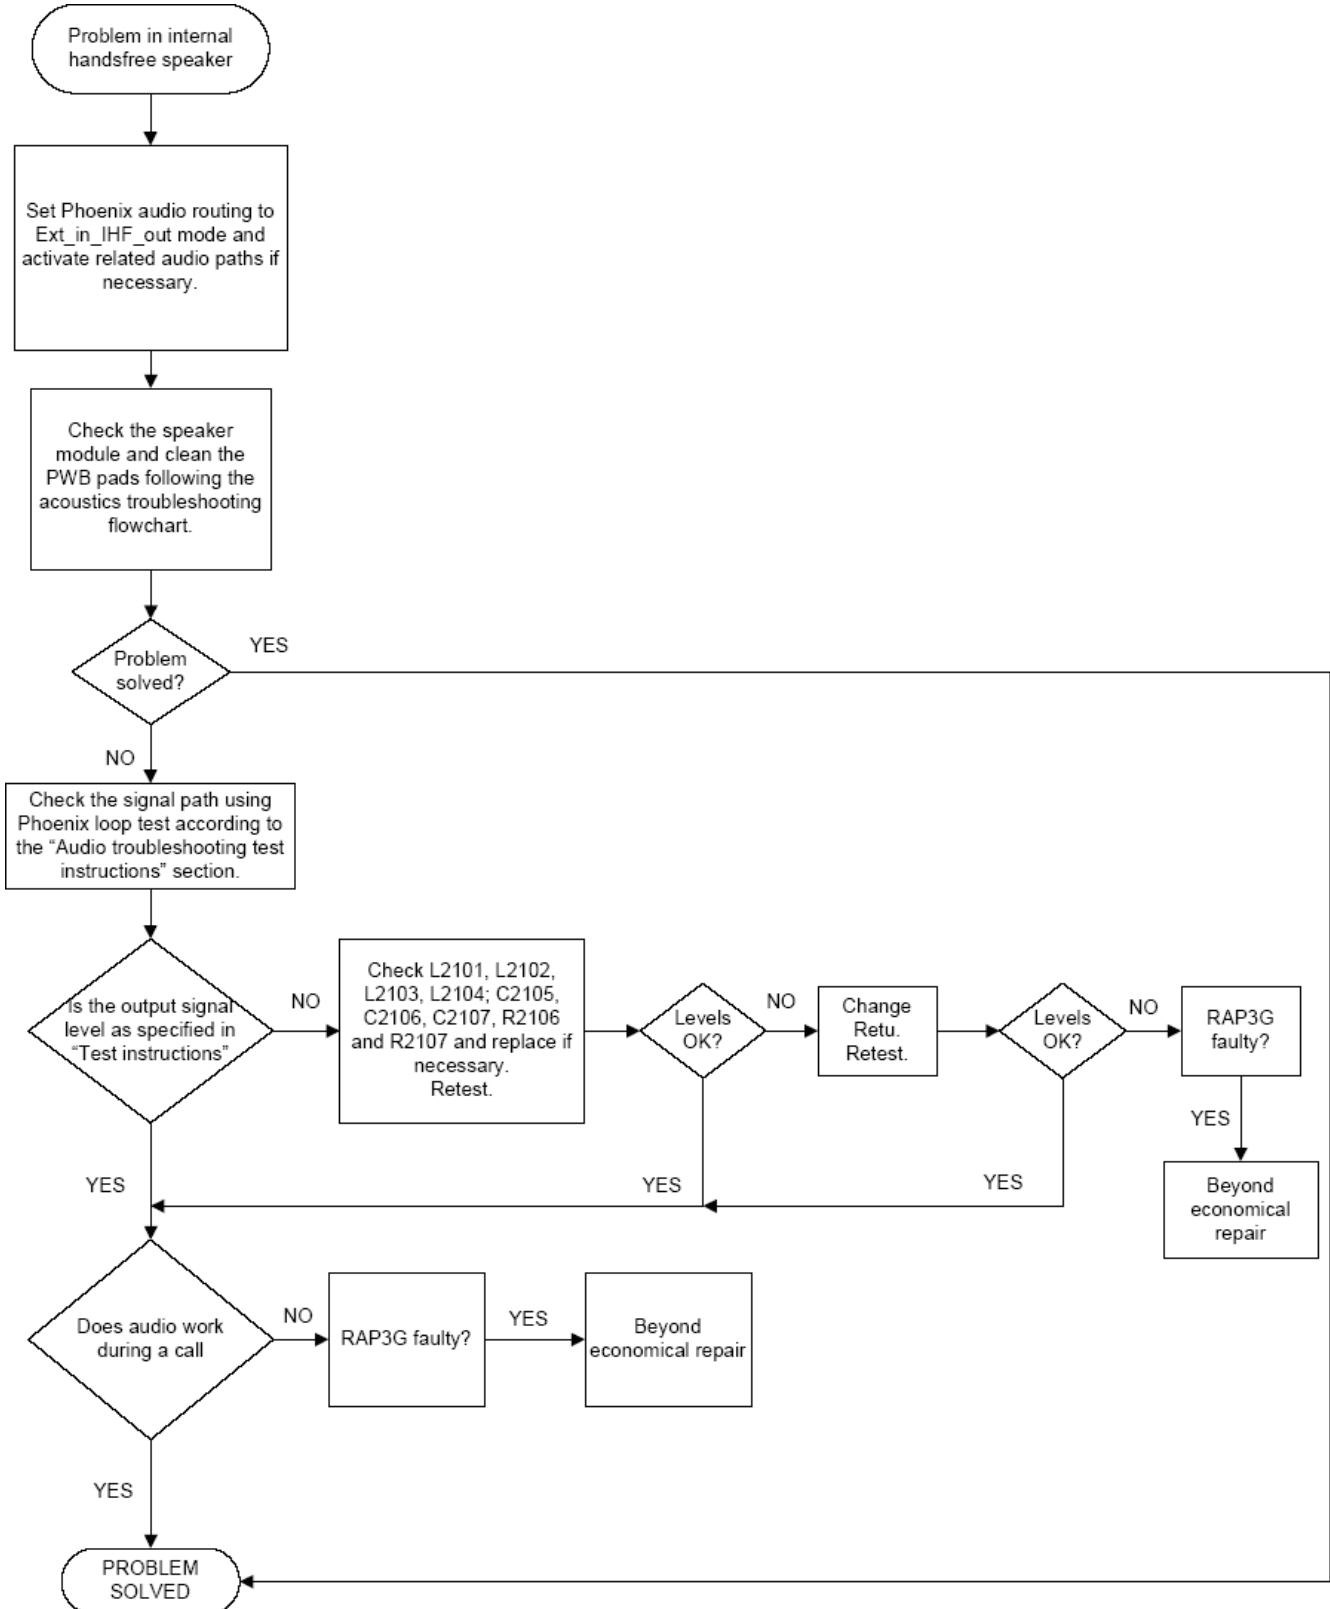 Problem in internal
handsfree speaker
Set Phoenix audio routing to
Ext_in_IHF_out mode and
activate related audio paths if
necessary.
Check the speaker
module and clean the
PWB pads following the
acoustics troubleshooting
flowchart.
Problem
solved?
YES
NO
Check the signal path using
Phoenix loop test according to
the “Audio troubleshooting test
instructions” section.
Is the output signal
level as specified in
“Test instructions”
NO
Check L2101, L2102,
L2103, L2104; C2105,
C2106, C2107, R2106
and R2107 and replace if
necessary.
Retest.
Levels
OK?
NO
Change
Retu.
Retest.
Levels
OK?
NO
RAP3G
faulty?
YES
Beyond
economical
repair
YES
YES
YES
Does audio work
during a call
NO
RAP3G faulty?
YES
Beyond
economical repair
YES
PROBLEM
SOLVED